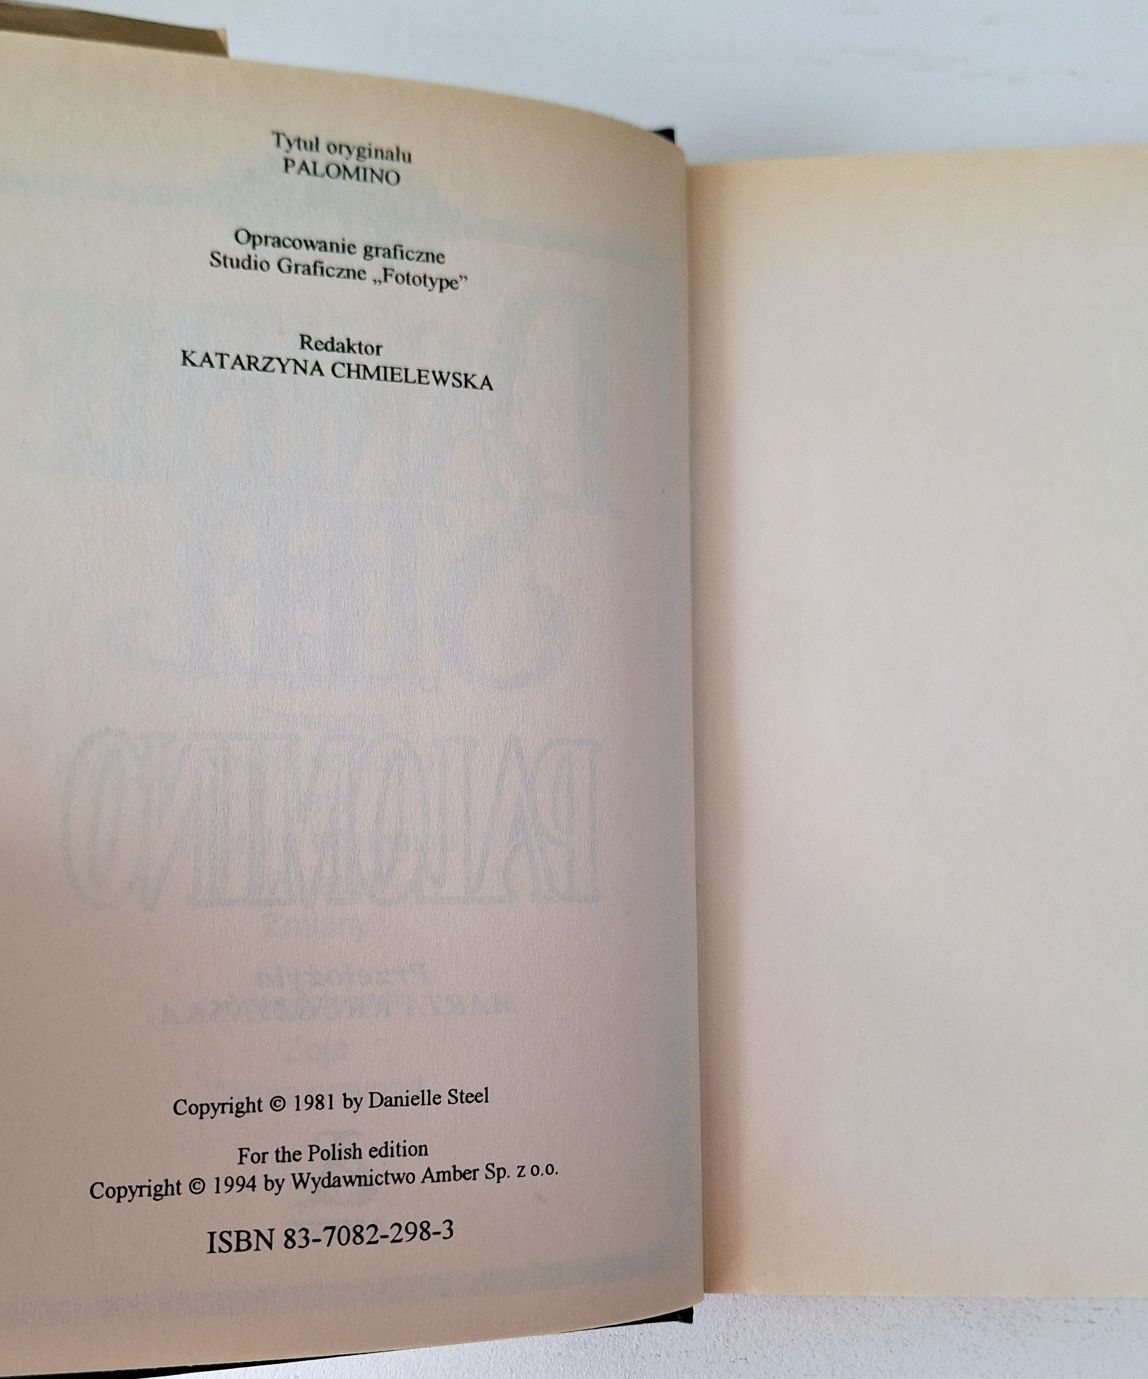 Tytuł oryginału
PALOMINO
Opracowanie graficzne
Studio Graficzne „Fototype”
Redaktor
KATARZYNA CHMIELEWSKA
Copyright © 1981 by Danielle Steel
For the Polish edition
Copyright © 1994 by Wydawnictwo Amber Sp. z o.o.
ISBN 83-7082-298-3